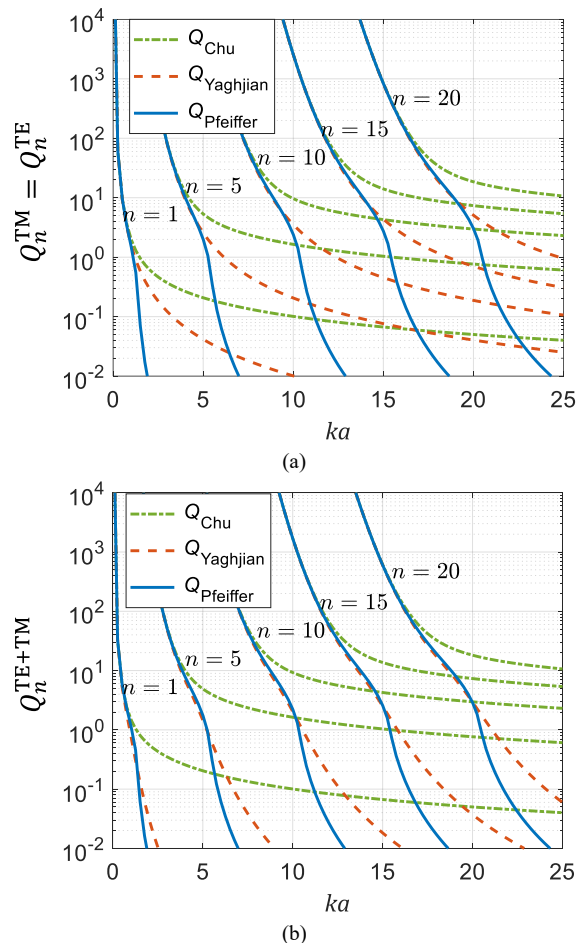 10^4
10^3
10^2
10^1
10^0
10^-1
10^-2
Q_n^TM = Q_n^TE
Q_Chu
Q_Yaghjian
Q_Pfeiffer
n = 1
n = 5
n = 10
n = 15
n = 20
0 5 10 15 20 25
ka
(a)
10^4
10^3
10^2
10^1
10^0
10^-1
10^-2
Q_n^TE+TM
Q_Chu
Q_Yaghjian
Q_Pfeiffer
n = 1
n = 5
n = 10
n = 15
n = 20
0 5 10 15 20 25
ka
(b)